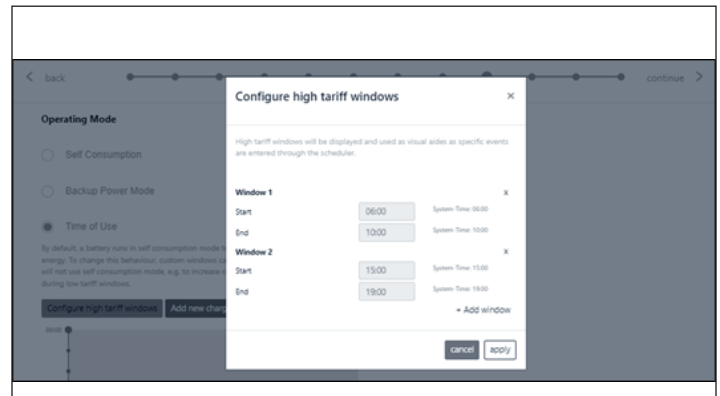 back
continue
Operating Mode
Self Consumption
Backup Power Mode
Time of Use
By default, a battery runs in self consumption mode t
energy. To change this behaviour, custom windows ca
will not use self consumption mode, e.g. to increase
during low tariff windows.
Configure high tariff windows Add new charg
00:00
Configure high tariff windows ×
High tariff windows will be displayed and used as visual aides as specific events
are entered through the scheduler.
Window 1 x
Start 06:00 System-Time: 06:00
End 10:00 System-Time: 10:00
Window 2 x
Start 15:00 System-Time: 15:00
End 19:00 System-Time: 19:00
+ Add window
cancel apply